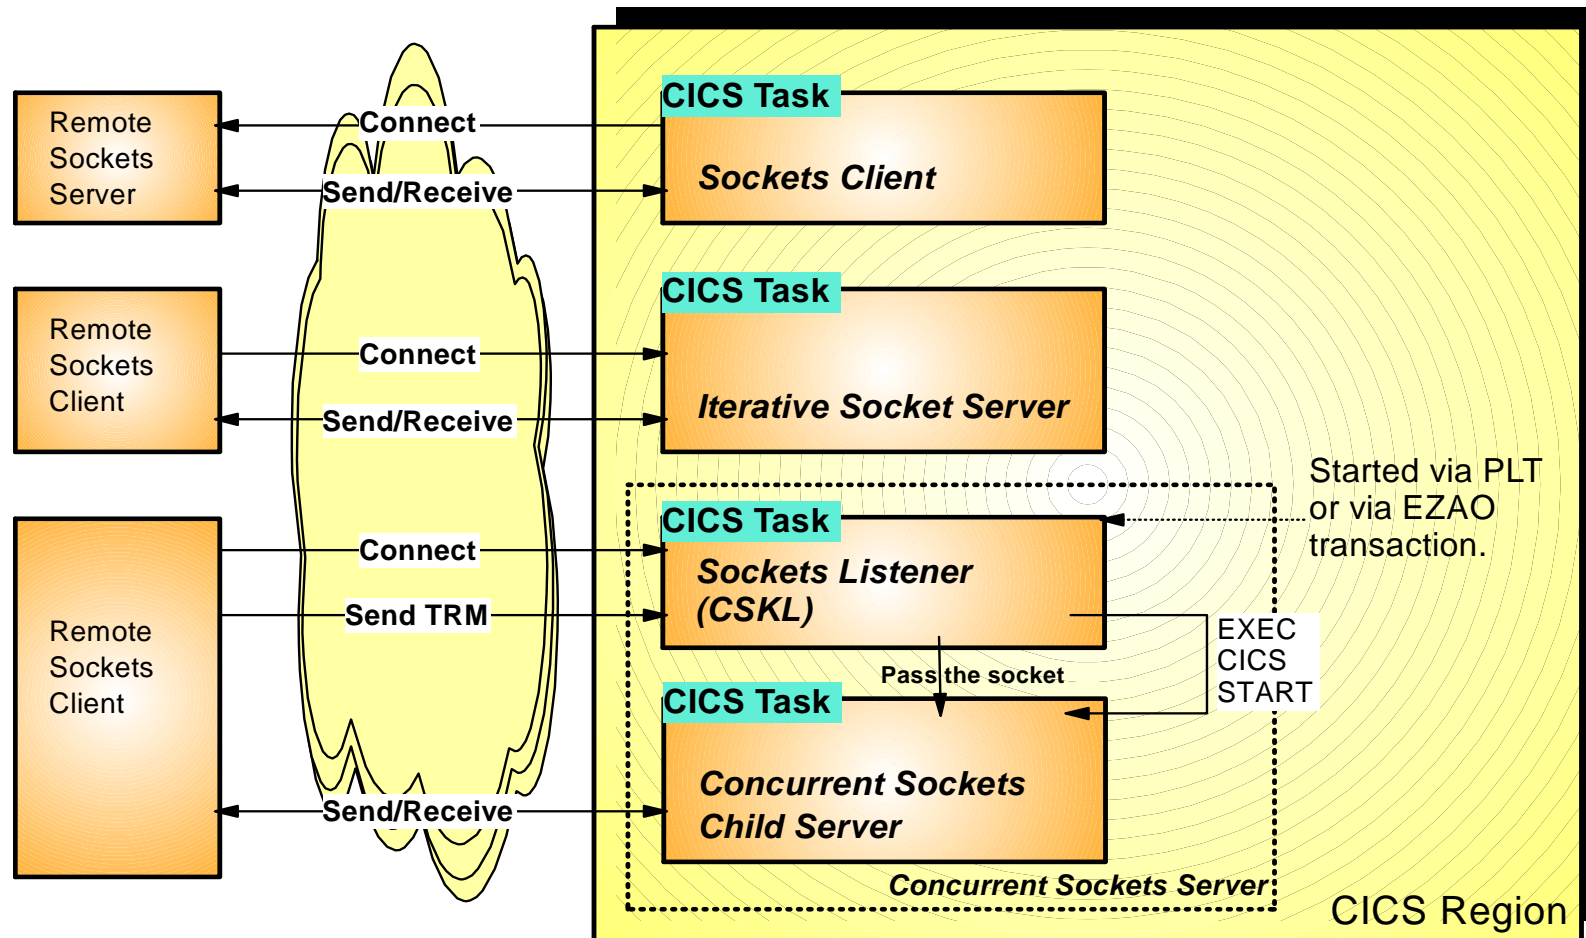 CICS Task
Remote
Sockets
Server
Connect
Send/Receive
Sockets Client
CICS Task
Remote
Sockets
Client
Connect
Send/Receive
Iterative Socket Server
Started via PLT
or via EZAO
transaction.
CICS Task
Connect
Sockets Listener
(CSKL)
Send TRM
Remote
Sockets
Client
EXEC
CICS
START
Pass the socket
CICS Task
Concurrent Sockets
Child Server
Send/Receive
Concurrent Sockets Server
CICS Region